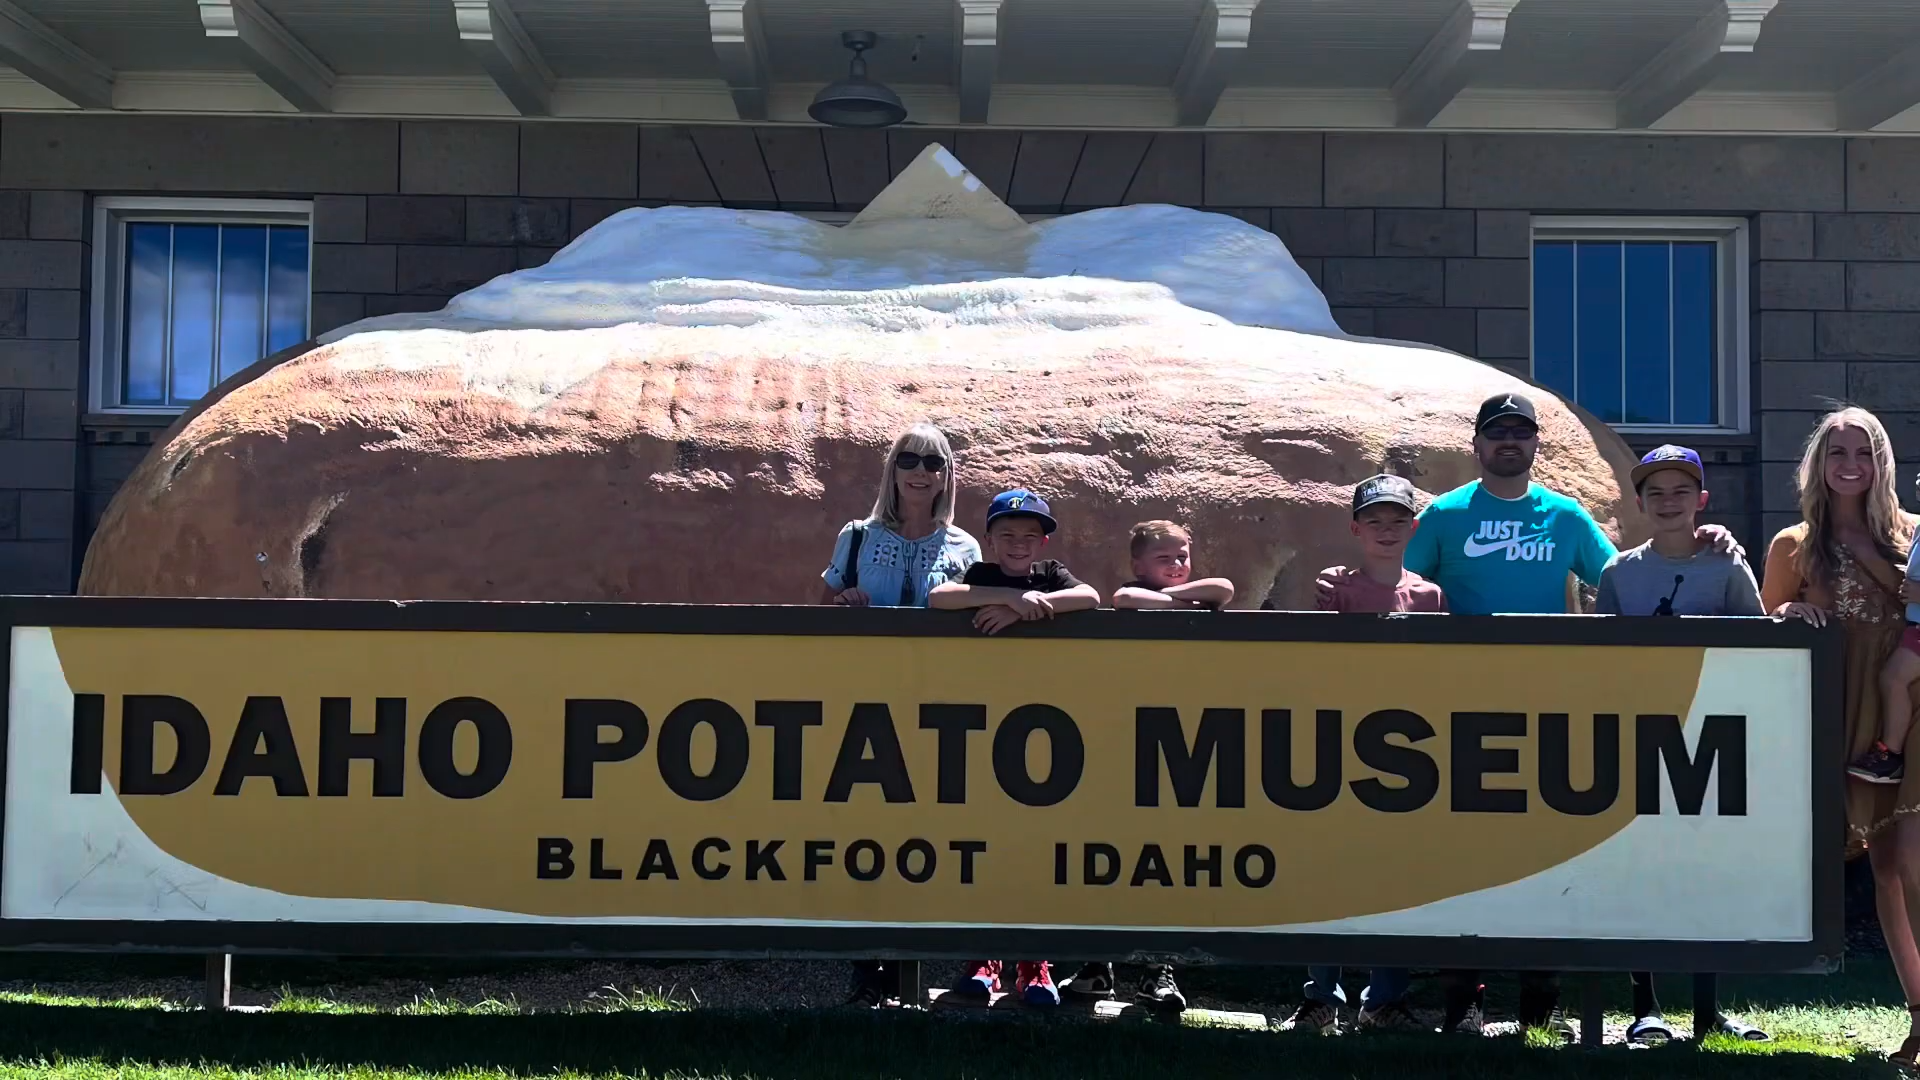 JUST
DO IT
IDAHO POTATO MUSEUM
BLACKFOOT IDAHO